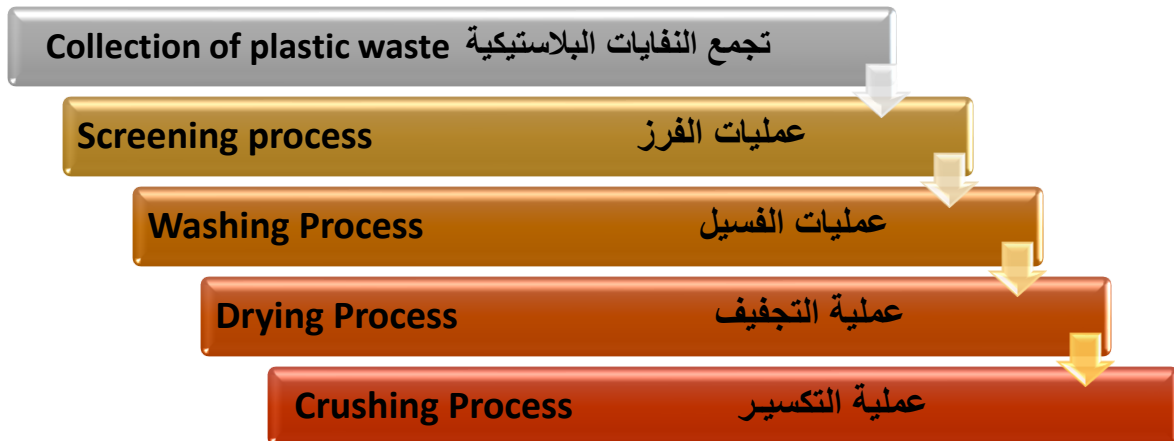 Collection of plastic waste تجمع النفايات البلاستيكية
Screening process عمليات الفرز
Washing Process عمليات الفسيل
Drying Process عملية التجفيف
Crushing Process عملية التكسيـر